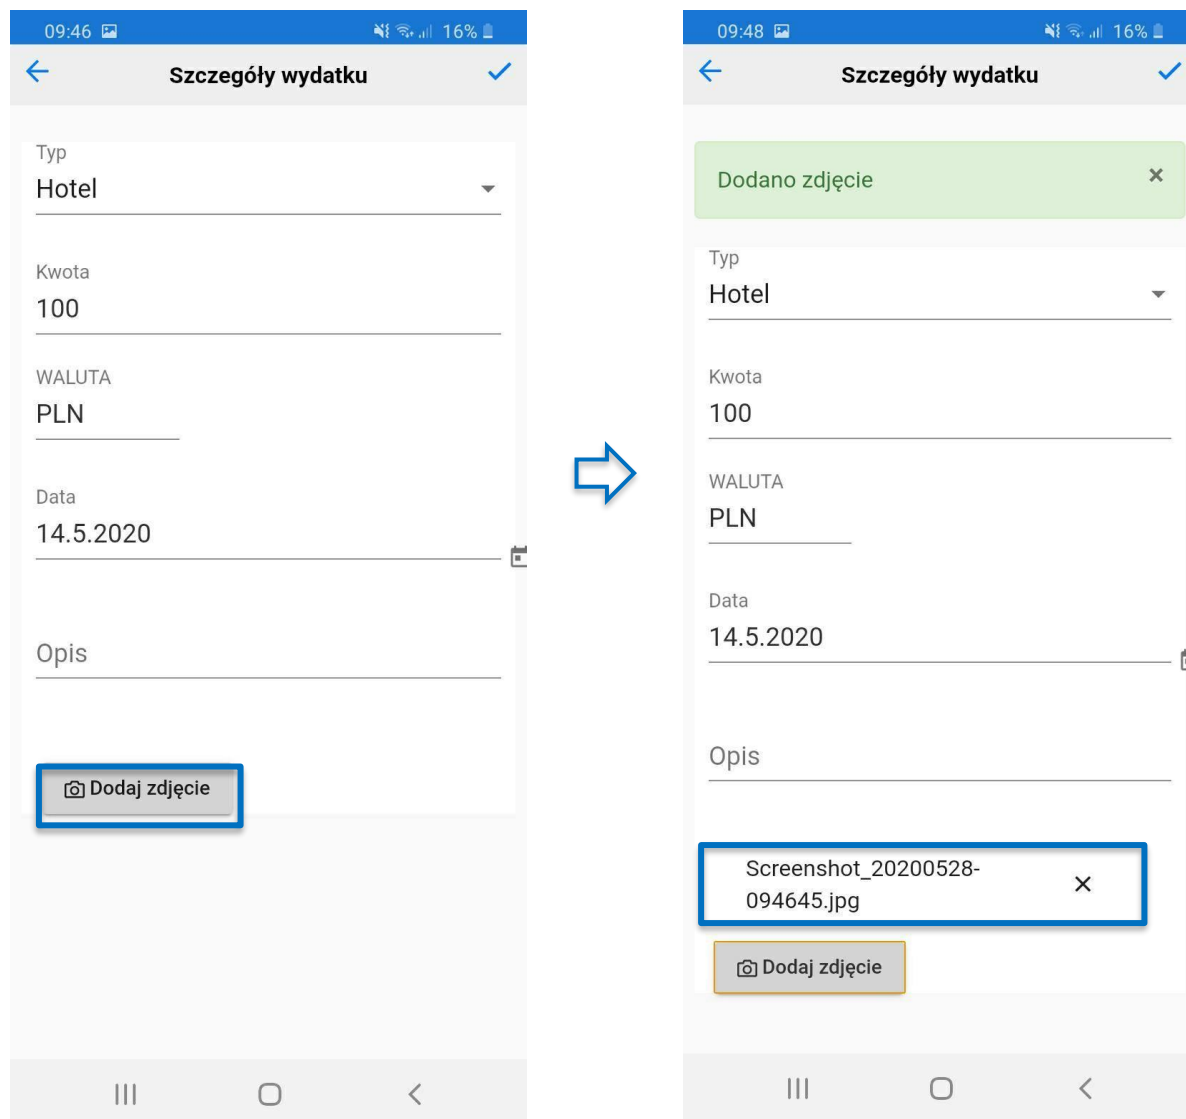 09:46
16%
Szczegóły wydatku
Typ
Hotel
Kwota
100
WALUTA
PLN
Data
14.5.2020
Opis
Dodaj zdjęcie
09:48
16%
Szczegóły wydatku
Dodano zdjęcie
×
Typ
Hotel
Kwota
100
WALUTA
PLN
Data
14.5.2020
Opis
Screenshot_20200528-
094645.jpg
Dodaj zdjęcie